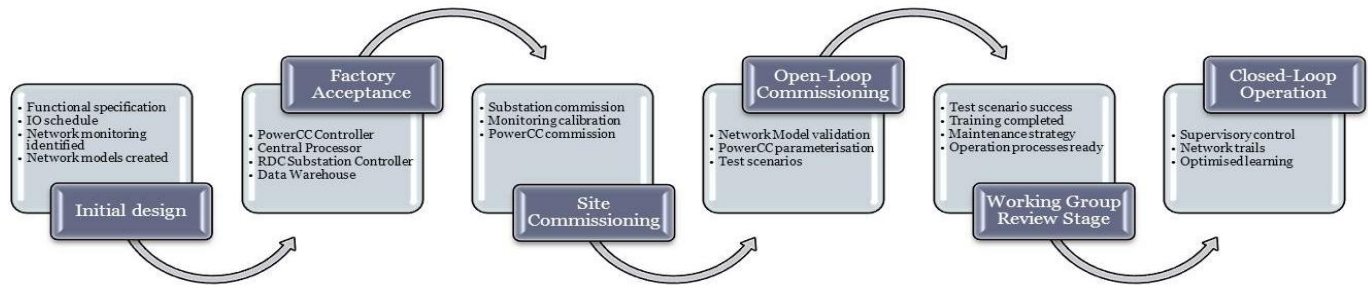 • Functional specification
• IO schedule
• Network monitoring
identified
• Network models created
Initial design
Factory
Acceptance
• PowerCC Controller
• Central Processor
• RDC Substation Controller
• Data Warehouse
• Substation commission
• Monitoring calibration
• PowerCC commission
Site
Commissioning
Open-Loop
Commissioning
• Network Model validation
• PowerCC parameterisation
• Test scenarios
• Test scenario success
• Training completed
• Maintenance strategy
• Operation processes ready
Working Group
Review Stage
Closed-Loop
Operation
• Supervisory control
• Network trails
• Optimised learning